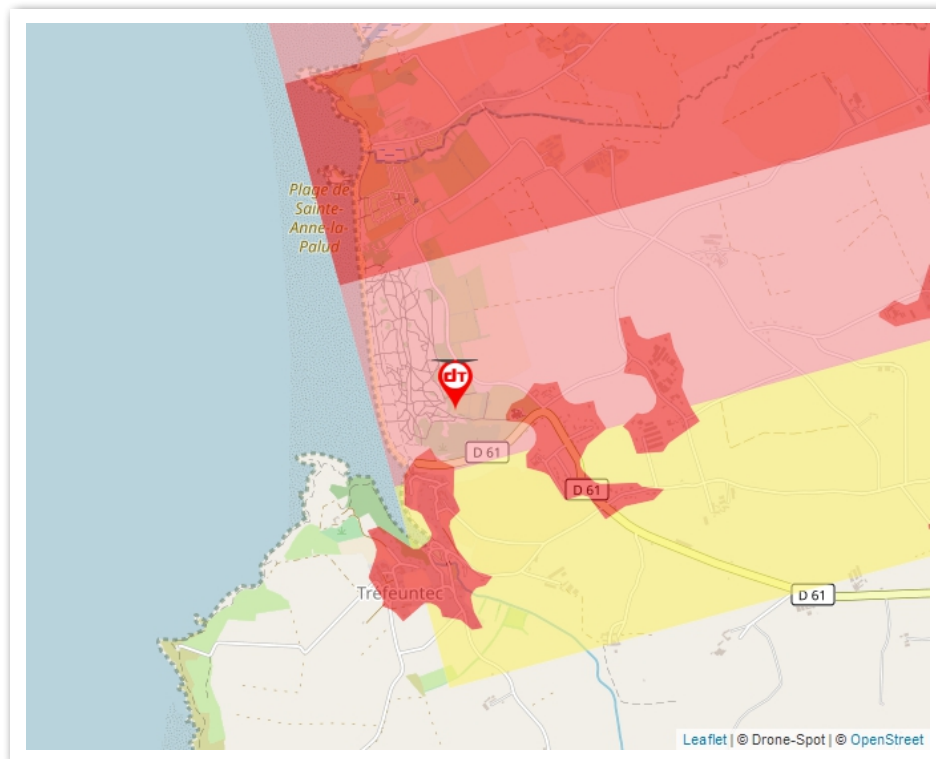 Plage de
Sainte-
Anne-la-
Palud
dT
D 61
D 61
D 61
Tréfeuntec
Leaflet | © Drone-Spot | © OpenStreet